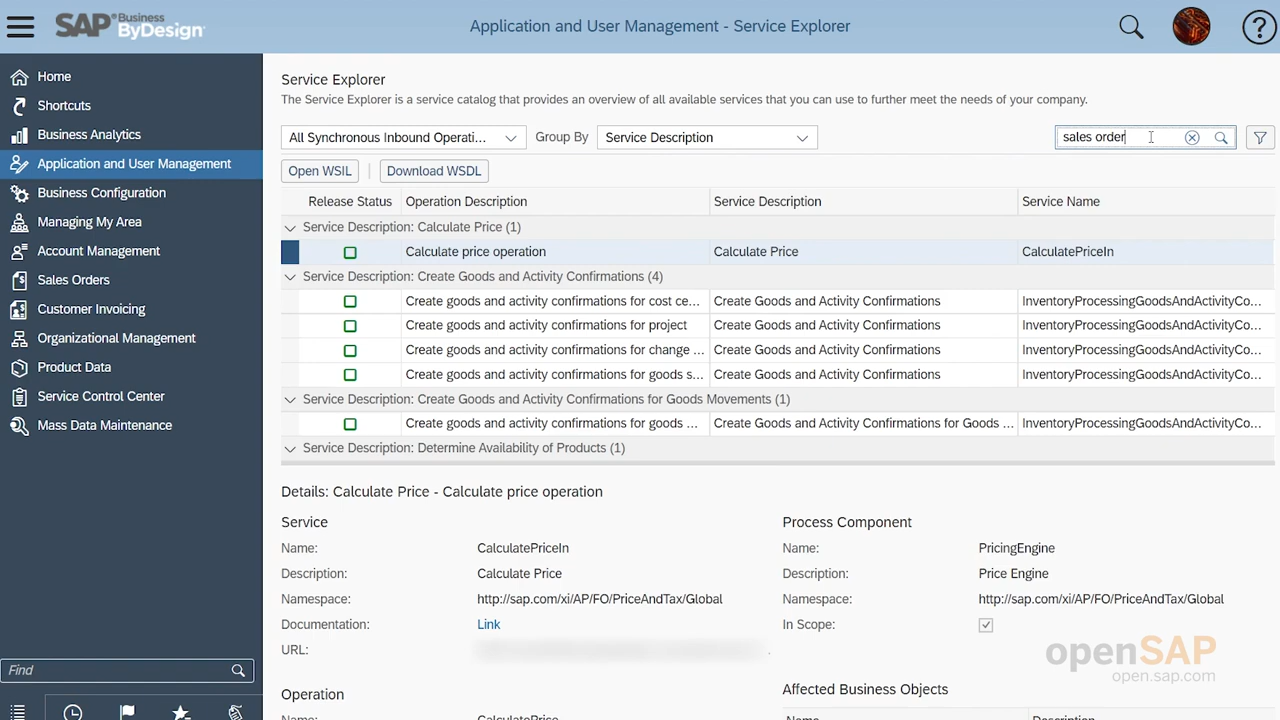 SAP Business ByDesign
Application and User Management - Service Explorer
?
Home
Shortcuts
Business Analytics
Application and User Management
Business Configuration
Managing My Area
Account Management
Sales Orders
Customer Invoicing
Organizational Management
Product Data
Service Control Center
Mass Data Maintenance
Find
Service Explorer
The Service Explorer is a service catalog that provides an overview of all available services that you can use to further meet the needs of your company.
All Synchronous Inbound Operati... Group By Service Description sales order
Open WSIL | Download WSDL
Release Status Operation Description Service Description Service Name
Service Description: Calculate Price (1)
Calculate price operation Calculate Price CalculatePriceIn
Service Description: Create Goods and Activity Confirmations (4)
Create goods and activity confirmations for cost ce... Create Goods and Activity Confirmations InventoryProcessingGoodsAndActivityCo...
Create goods and activity confirmations for project Create Goods and Activity Confirmations InventoryProcessingGoodsAndActivityCo...
Create goods and activity confirmations for change ... Create Goods and Activity Confirmations InventoryProcessingGoodsAndActivityCo...
Create goods and activity confirmations for goods s... Create Goods and Activity Confirmations InventoryProcessingGoodsAndActivityCo...
Service Description: Create Goods and Activity Confirmations for Goods Movements (1)
Create goods and activity confirmations for goods ... Create Goods and Activity Confirmations for Goods ... InventoryProcessingGoodsAndActivityCo...
Service Description: Determine Availability of Products (1)
Details: Calculate Price - Calculate price operation
Service
Name: CalculatePriceIn
Description: Calculate Price
Namespace: http://sap.com/xi/AP/FO/PriceAndTax/Global
Documentation: Link
URL:
Operation
Name: CalculatePrice
Process Component
Name: PricingEngine
Description: Price Engine
Namespace: http://sap.com/xi/AP/FO/PriceAndTax/Global
In Scope:
Affected Business Objects
Name Description
openSAP
open.sap.com